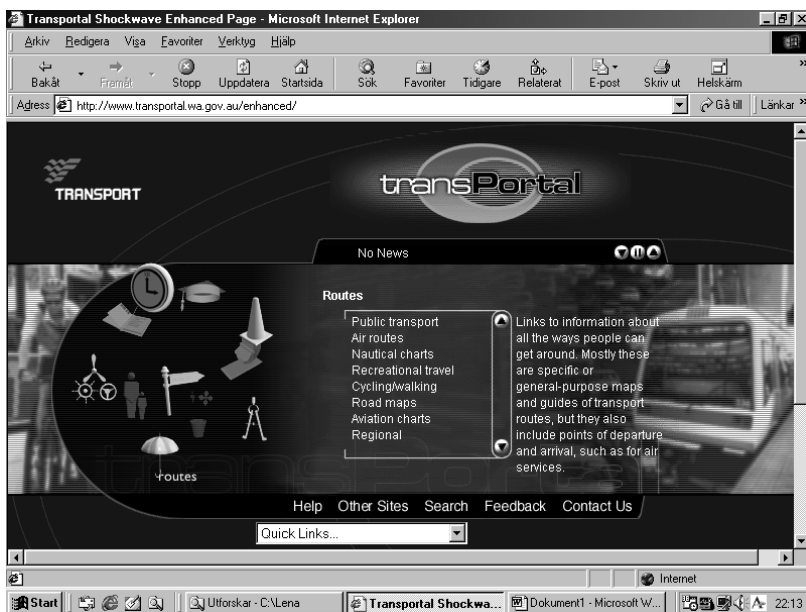 Transportal Shockwave Enhanced Page - Microsoft Internet Explorer
Arkiv Redigera Visa Favoriter Verktyg Hjälp
Bakåt Framåt Stopp Uppdatera Startsida Sök Favoriter Tidigare Relaterat E-post Skriv ut Helskärm »
Adress http://www.transportal.wa.gov.au/enhanced/ Gå till Länkar »
TRANSPORT
transPortal
No News
Routes
Public transport
Air routes
Nautical charts
Recreational travel
Cycling/walking
Road maps
Aviation charts
Regional
Links to information about
all the ways people can
get around. Mostly these
are specific or
general-purpose maps
and guides of transport
routes, but they also
include points of departure
and arrival, such as for air
services.
routes
transPortal
Help Other Sites Search Feedback Contact Us
Quick Links...
Internet
Start Utforskar - C:\Lena Transportal Shockwa... Dokument1 - Microsoft W... 22:13